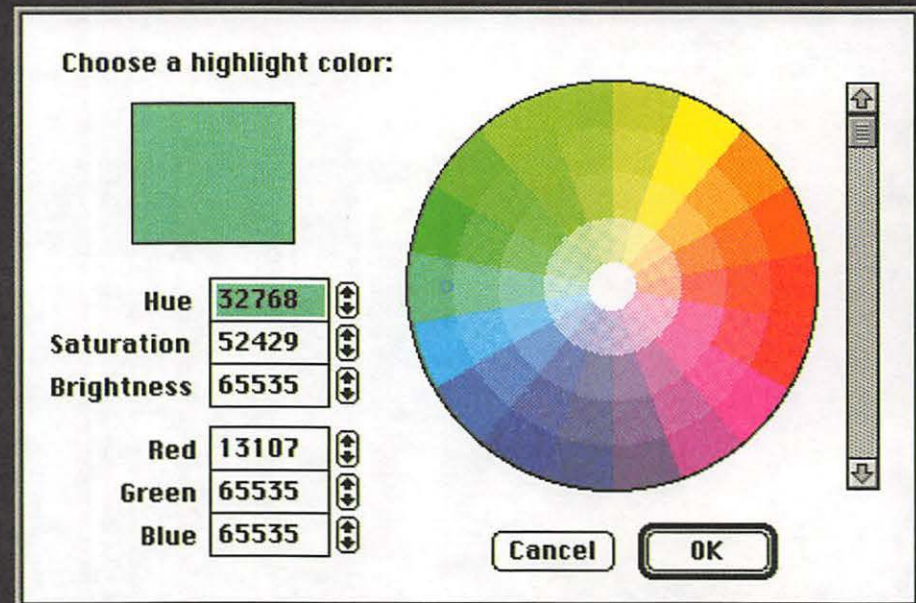 Choose a highlight color:
Hue 32768
Saturation 52429
Brightness 65535
Red 13107
Green 65535
Blue 65535
Cancel OK